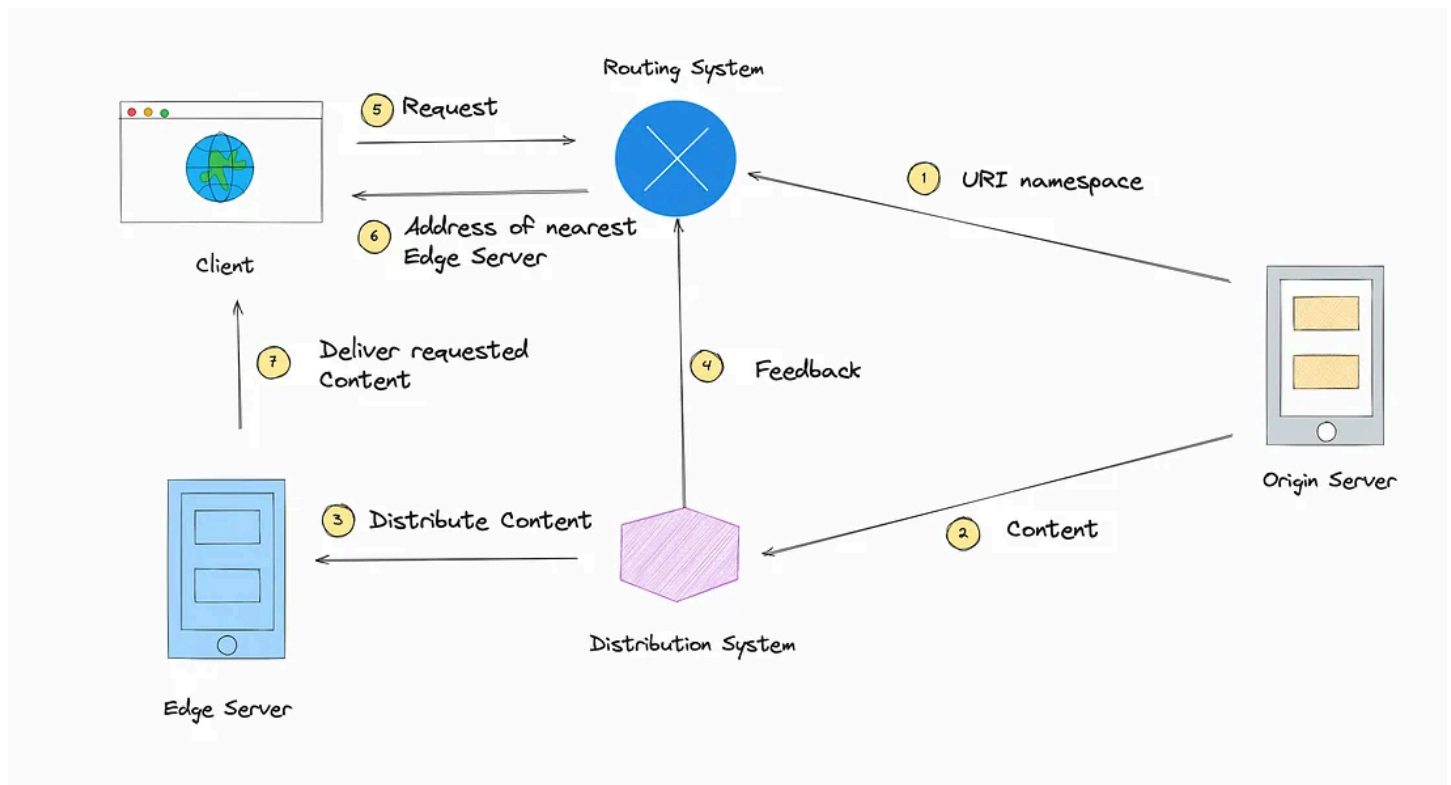 Routing System
5 Request
1 URI namespace
6 Address of nearest
Edge Server
Client
7 Deliver requested
Content
4 Feedback
Origin Server
3 Distribute Content
2 Content
Distribution System
Edge Server